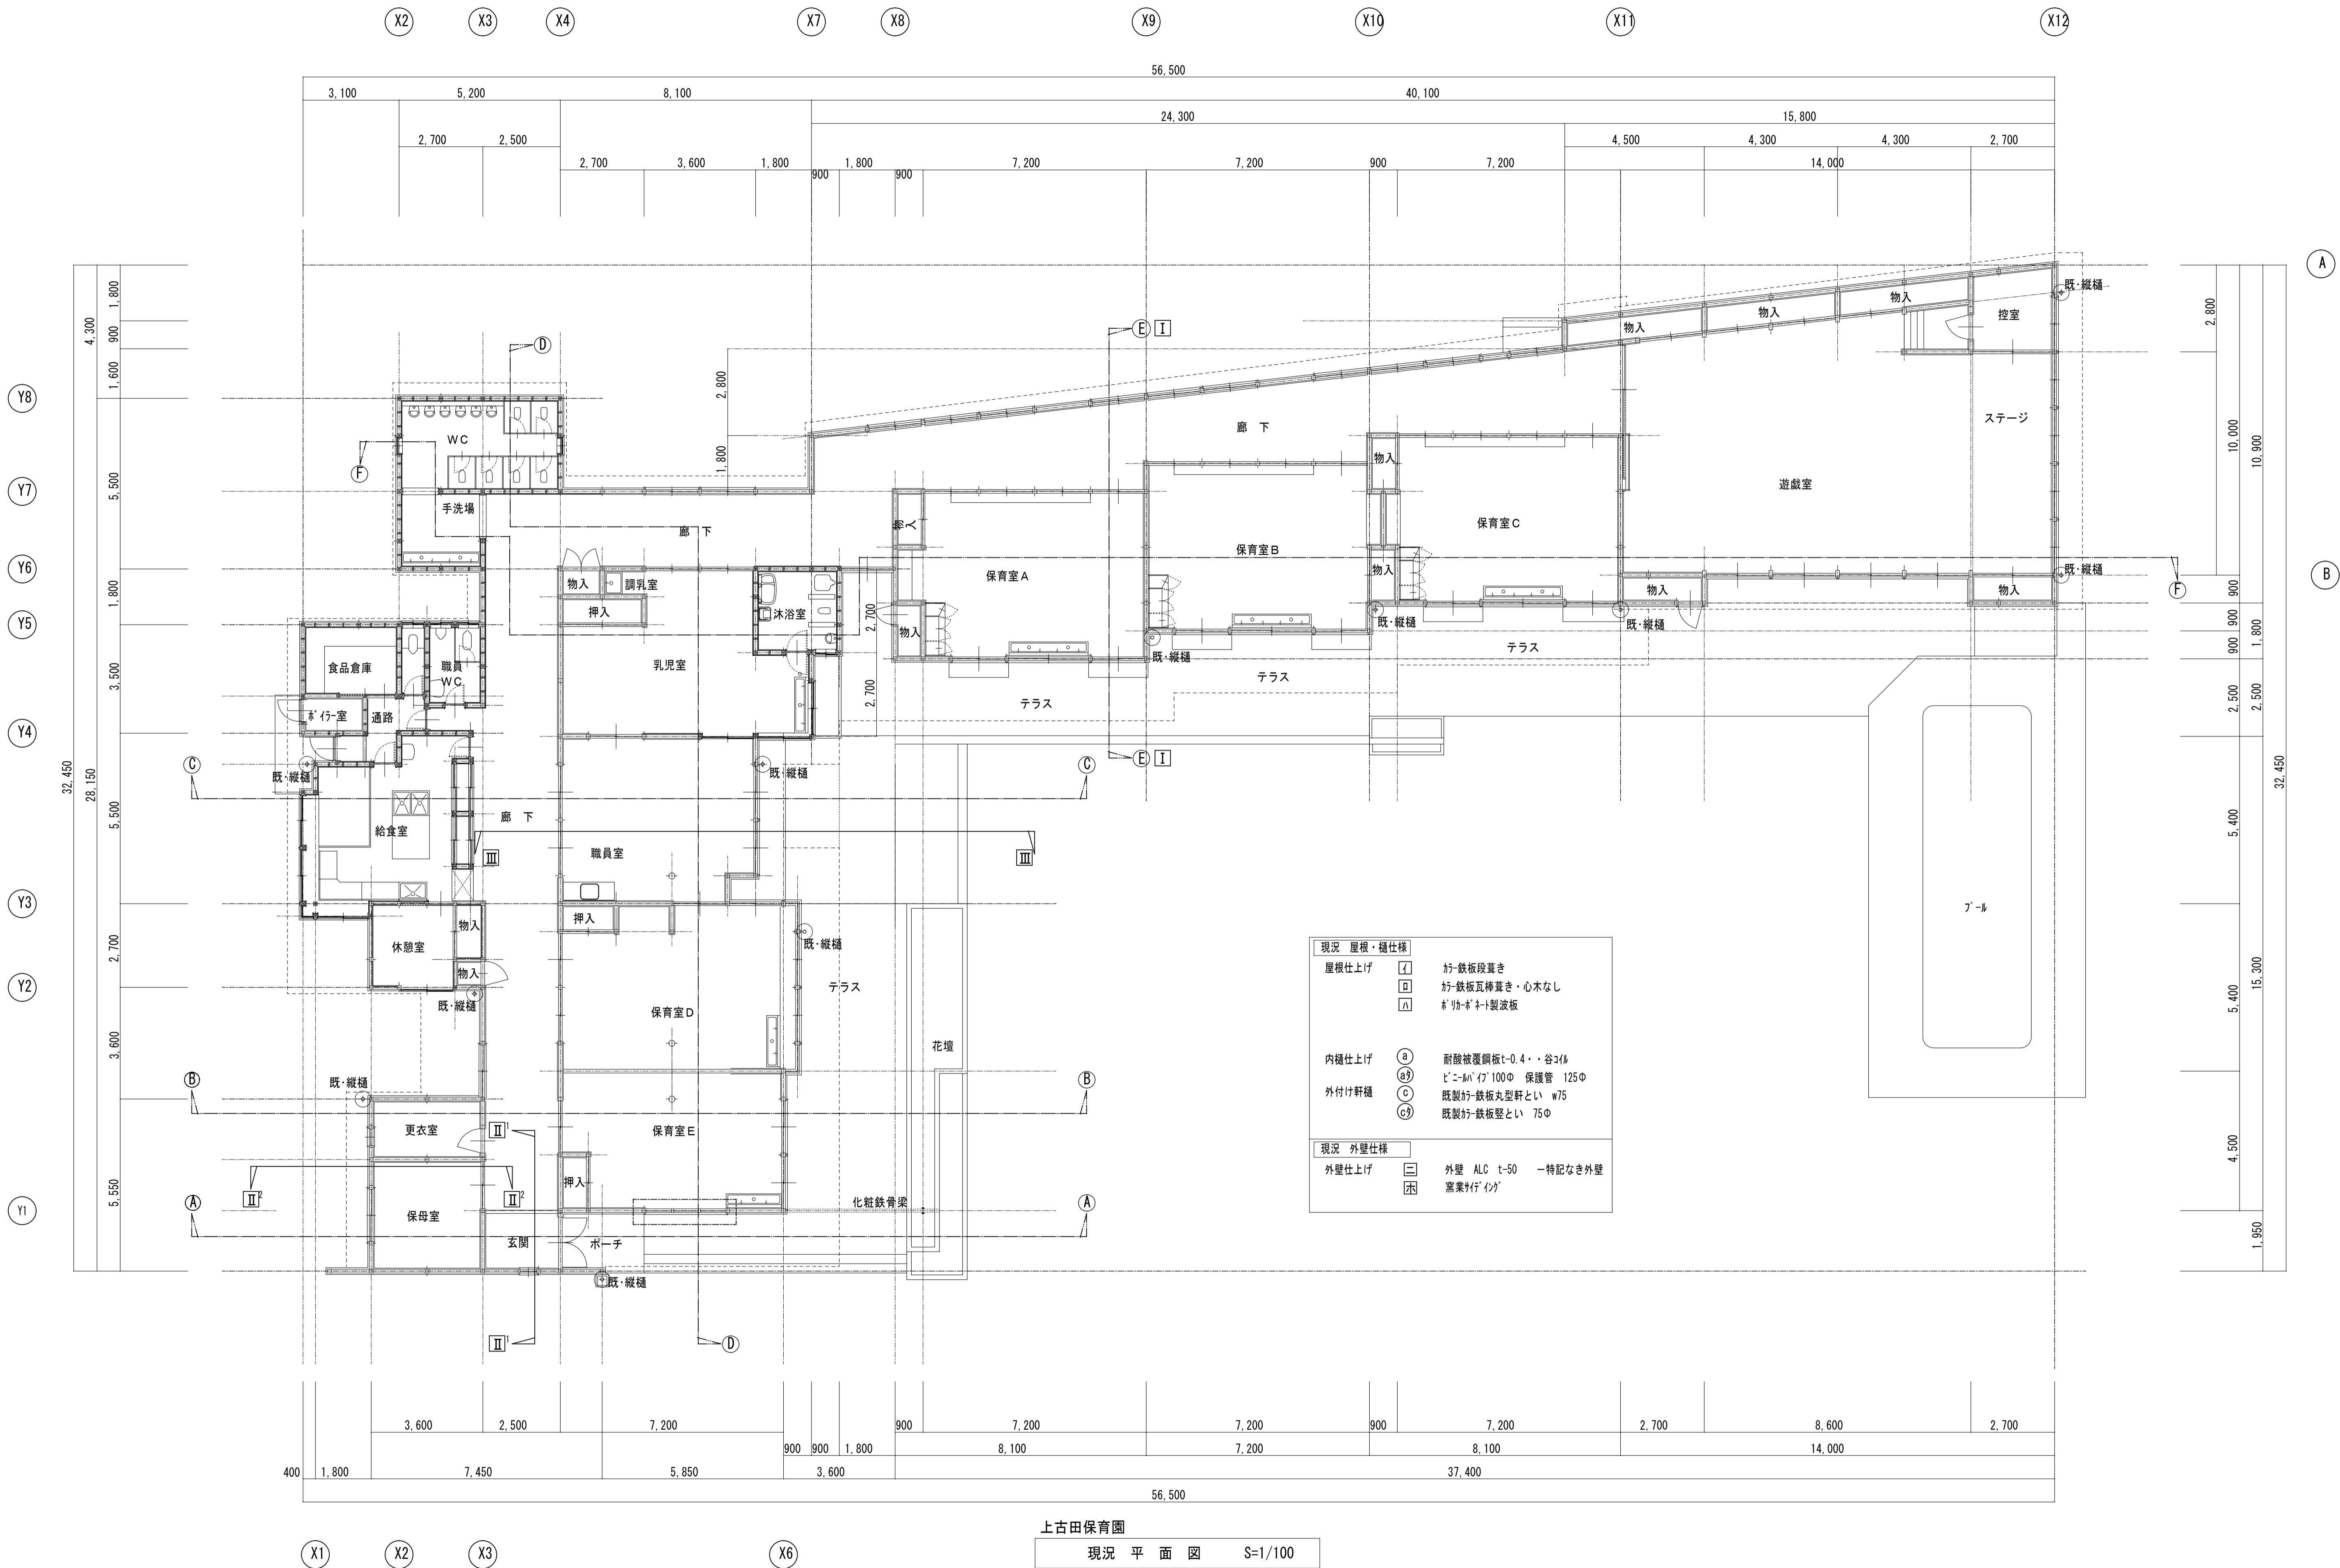 X2 X3 X4 X7 X8 X9 X10 X11 X12
56,500
3,100 5,200 8,100 40,100
24,300 15,800
2,700 2,500 4,500 4,300 4,300 2,700
2,700 3,600 1,800 900 1,800 900 7,200 7,200 900 7,200 14,000
A
B
Y8
Y7
Y6
Y5
Y4
Y3
Y2
Y1
32,450
4,300 28,150
1,800 900 1,600 5,500 1,800 3,500 5,500 2,700 3,600 5,550
2,800 1,800
2,700
2,700
D
E I
F
WC
手洗場
廊 下
廊 下
物入
物入
物入
控室
既・縦樋
ステージ
遊戯室
物入
保育室C
保育室B
保育室A
物入
物入
物入
物入
調乳室
押入
沐浴室
物入
物入
物入
既・縦樋
F
食品倉庫
職員
WC
乳児室
既・縦樋
既・縦樋
既・縦樋
テラス
テラス
テラス
ボイラー室
通路
E I
C
既・縦樋
既・縦樋
C
給食室
廊 下
III
III
職員室
押入
物入
休憩室
物入
既・縦樋
既・縦樋
保育室D
テラス
花壇
プール
B
既・縦樋
B
更衣室
II1
保育室E
II2
II2
押入
A
保母室
化粧鉄骨梁
A
玄関
ポーチ
既・縦樋
II1
D
現況 屋根・樋仕様
屋根仕上げ イ カラー鉄板段葺き
ロ カラー鉄板瓦棒葺き・心木なし
ハ ポリカーボネート製波板
内樋仕上げ a 耐酸被覆鋼板t-0.4・・谷コイル
aタ ビニールパイプ100Φ 保護管 125Φ
外付け軒樋 c 既製カラー鉄板丸型軒とい w75
cタ 既製カラー鉄板竪とい 75Φ
現況 外壁仕様
外壁仕上げ 二 外壁 ALC t-50 ー特記なき外壁
ホ 窯業サイディング
2,800
10,000 10,900
900 900 900 1,800
2,500 2,500
5,400 5,400 4,500
15,300
1,950
32,450
3,600 2,500 7,200 900 7,200 7,200 900 7,200 2,700 8,600 2,700
900 900 1,800 8,100 7,200 8,100 14,000
400 1,800 7,450 5,850 3,600 37,400
56,500
X1 X2 X3 X6
上古田保育園
現況 平 面 図 S=1/100